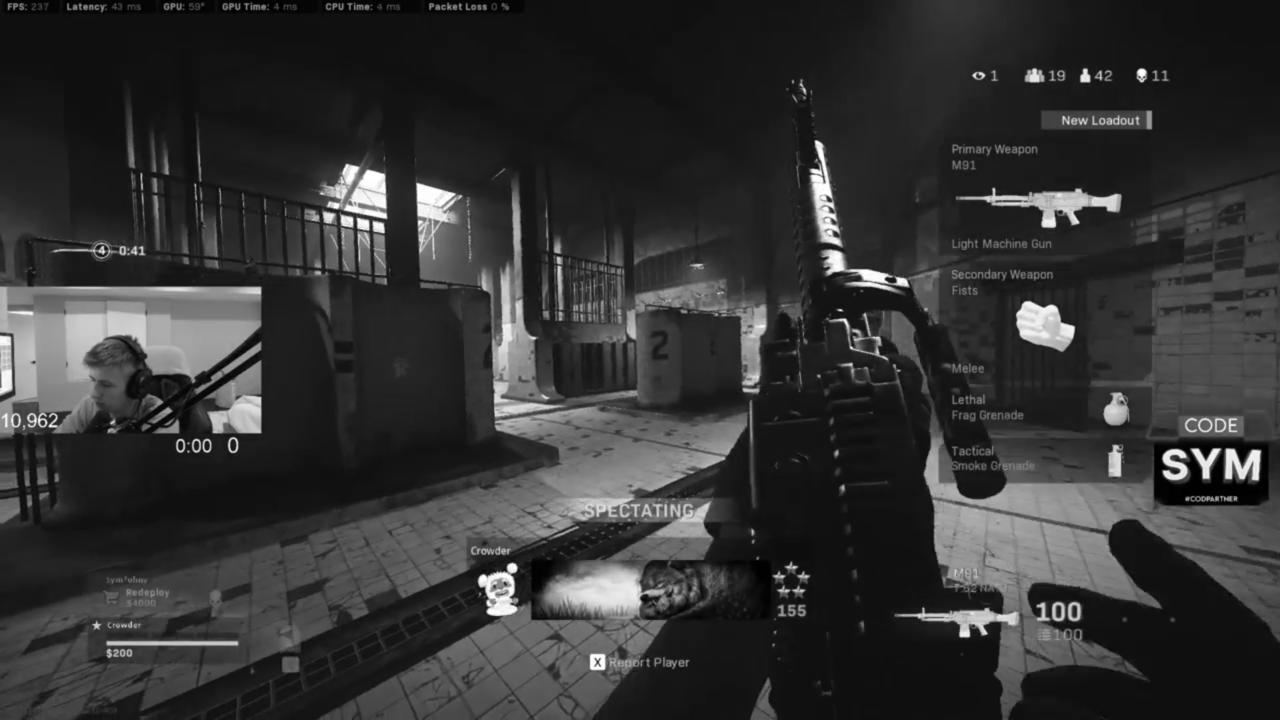 FPS: 237 Latency: 43 ms GPU: 59° GPU Time: 4 ms CPU Time: 4 ms Packet Loss 0 %
1 19 42 11
New Loadout
Primary Weapon
M91
Light Machine Gun
Secondary Weapon
Fists
Melee
Lethal
Frag Grenade
Tactical
Smoke Grenade
4 0:41
10,962
0:00 0
2
CODE
SYM
#CODPARTNER
SPECTATING
Crowder
155
X Report Player
Symfuhny
Redeploy
$4000
Crowder
$200
M91
100
100